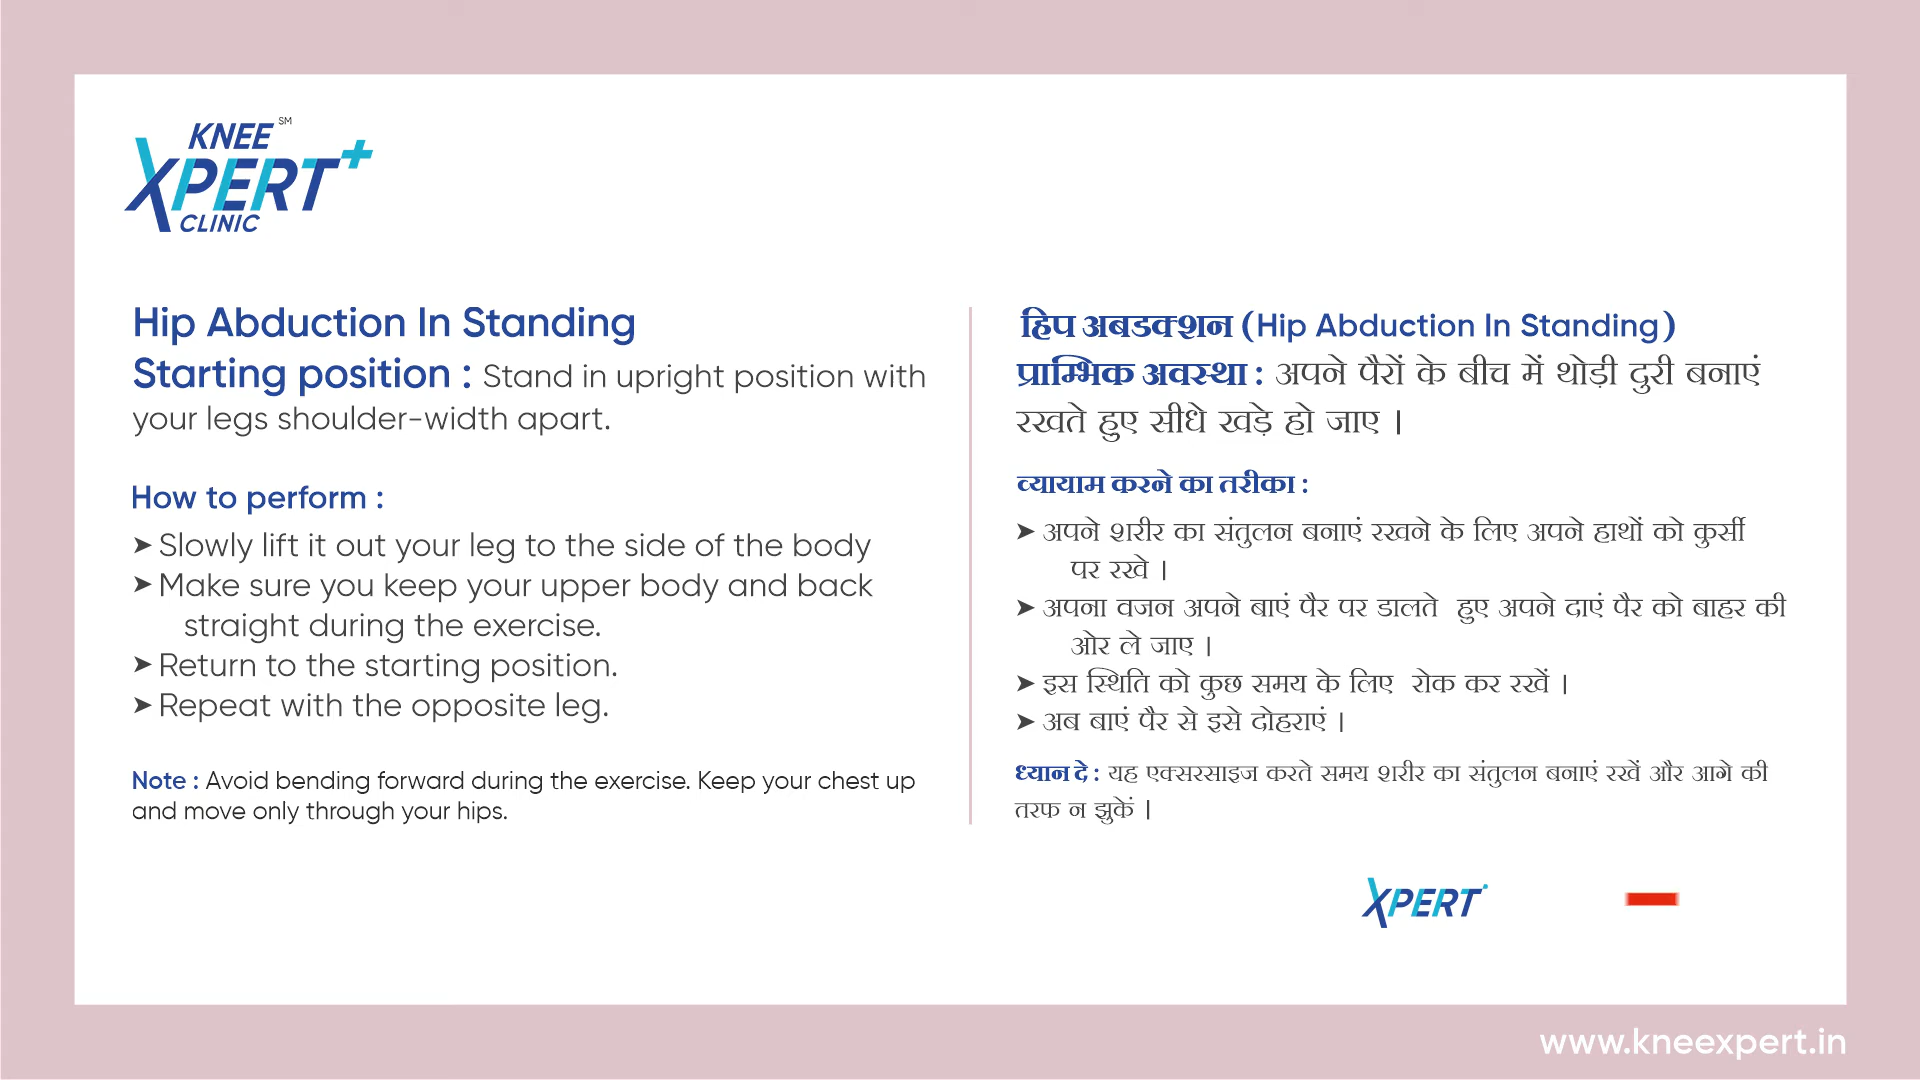 KNEE SM
XPERT+
CLINIC
Hip Abduction In Standing
Starting position : Stand in upright position with
your legs shoulder-width apart.
How to perform :
➤ Slowly lift it out your leg to the side of the body
➤ Make sure you keep your upper body and back
straight during the exercise.
➤ Return to the starting position.
➤ Repeat with the opposite leg.
Note : Avoid bending forward during the exercise. Keep your chest up
and move only through your hips.
हिप अबडक्शन (Hip Abduction In Standing)
प्राम्भिक अवस्था : अपने पैरों के बीच में थोड़ी दुरी बनाएं
रखते हुए सीधे खड़े हो जाए ।
व्यायाम करने का तरीका :
➤ अपने शरीर का संतुलन बनाएं रखने के लिए अपने हाथों को कुर्सी
पर रखे ।
➤ अपना वजन अपने बाएं पैर पर डालते हुए अपने दाएं पैर को बाहर की
ओर ले जाए ।
➤ इस स्थिति को कुछ समय के लिए रोक कर रखें ।
➤ अब बाएं पैर से इसे दोहराएं ।
ध्यान दे : यह एक्सरसाइज करते समय शरीर का संतुलन बनाएं रखें और आगे की
तरफ न झुकें ।
XPERT
www.kneexpert.in